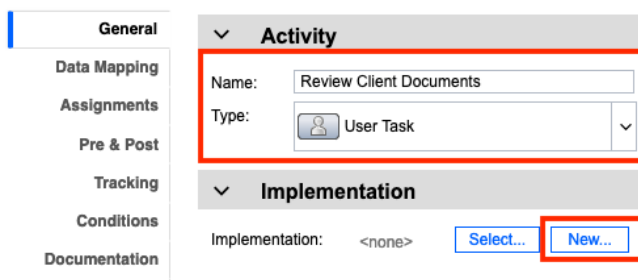 General
Data Mapping
Assignments
Pre & Post
Tracking
Conditions
Documentation
Activity
Name: Review Client Documents
Type: User Task
Implementation
Implementation: <none> Select... New...